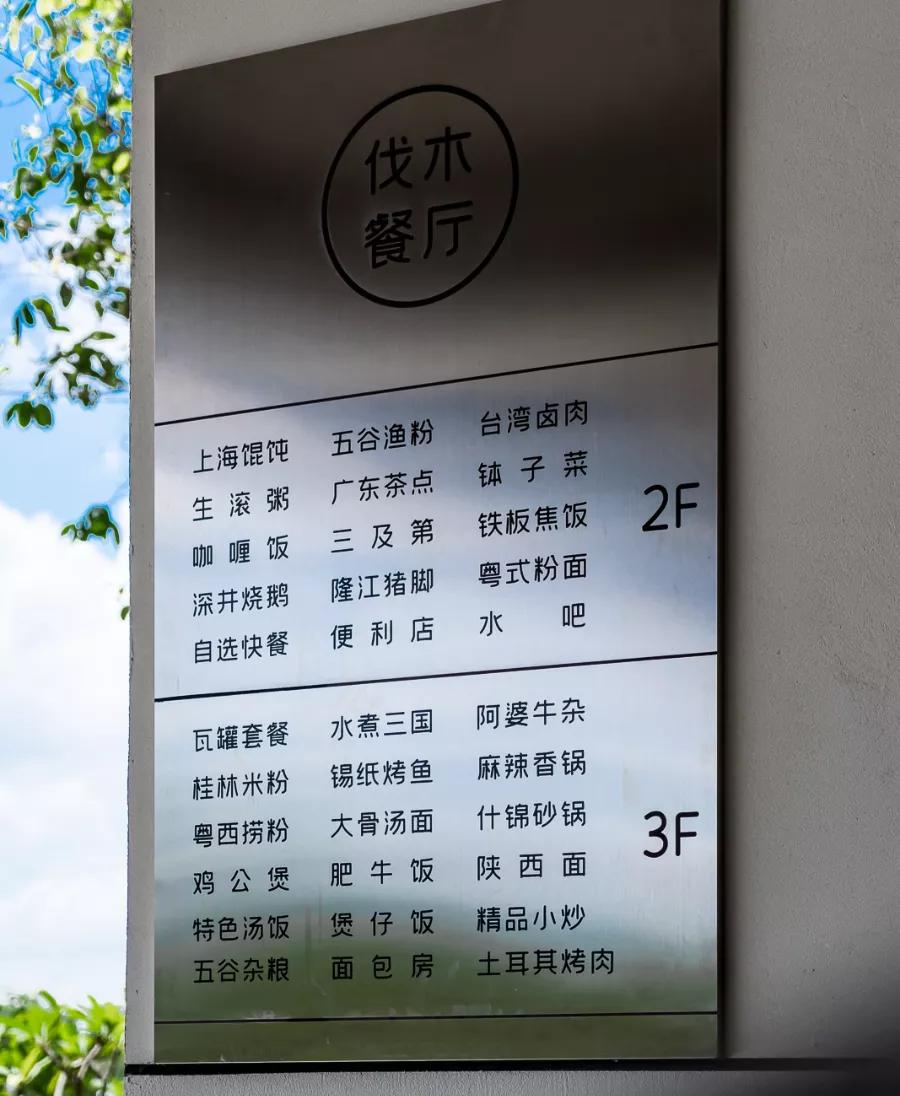 伐木
餐厅
上海馄饨 五谷渔粉 台湾卤肉
生滚粥 广东茶点 钵子菜
咖喱饭 三及第 铁板焦饭
深井烧鹅 隆江猪脚 粤式粉面
自选快餐 便利店 水吧
2F
瓦罐套餐 水煮三国 阿婆牛杂
桂林米粉 锡纸烤鱼 麻辣香锅
粤西捞粉 大骨汤面 什锦砂锅
鸡公煲 肥牛饭 陕西面
特色汤饭 煲仔饭 精品小炒
五谷杂粮 面包房 土耳其烤肉
3F